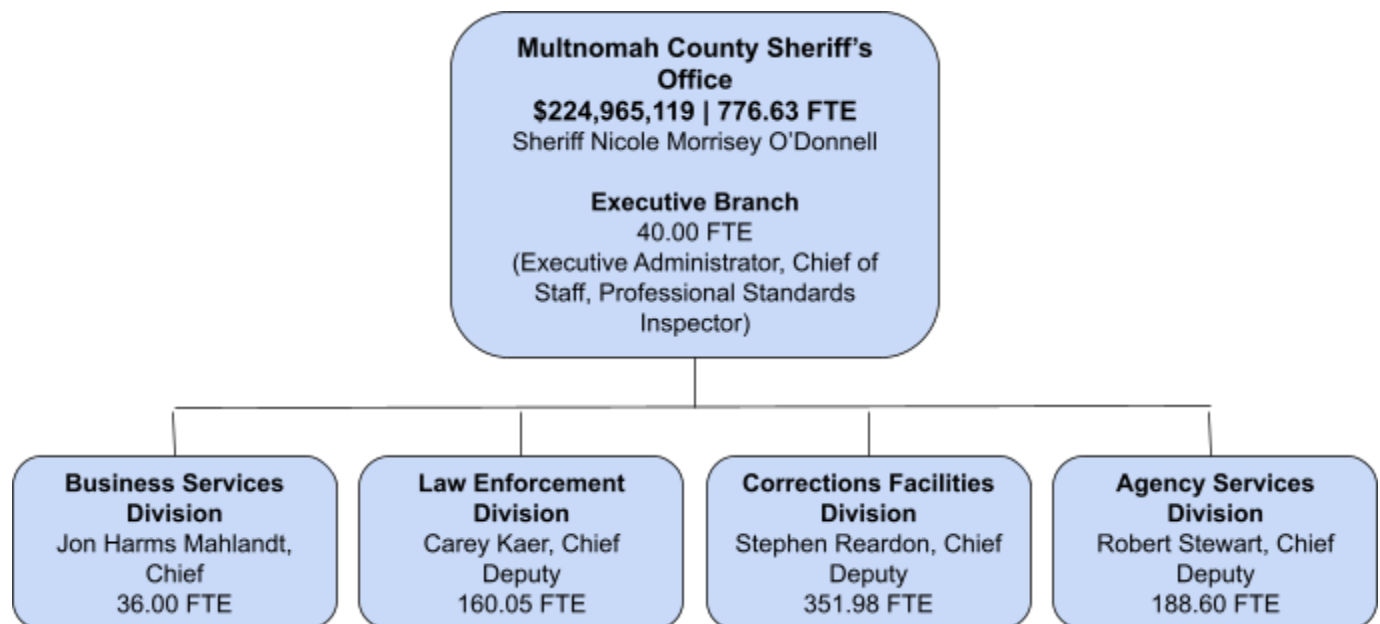 Multnomah County Sheriff’s
Office
$224,965,119 | 776.63 FTE
Sheriff Nicole Morrisey O’Donnell
Executive Branch
40.00 FTE
(Executive Administrator, Chief of
Staff, Professional Standards
Inspector)
Business Services
Division
Jon Harms Mahlandt,
Chief
36.00 FTE
Law Enforcement
Division
Carey Kaer, Chief
Deputy
160.05 FTE
Corrections Facilities
Division
Stephen Reardon, Chief
Deputy
351.98 FTE
Agency Services
Division
Robert Stewart, Chief
Deputy
188.60 FTE